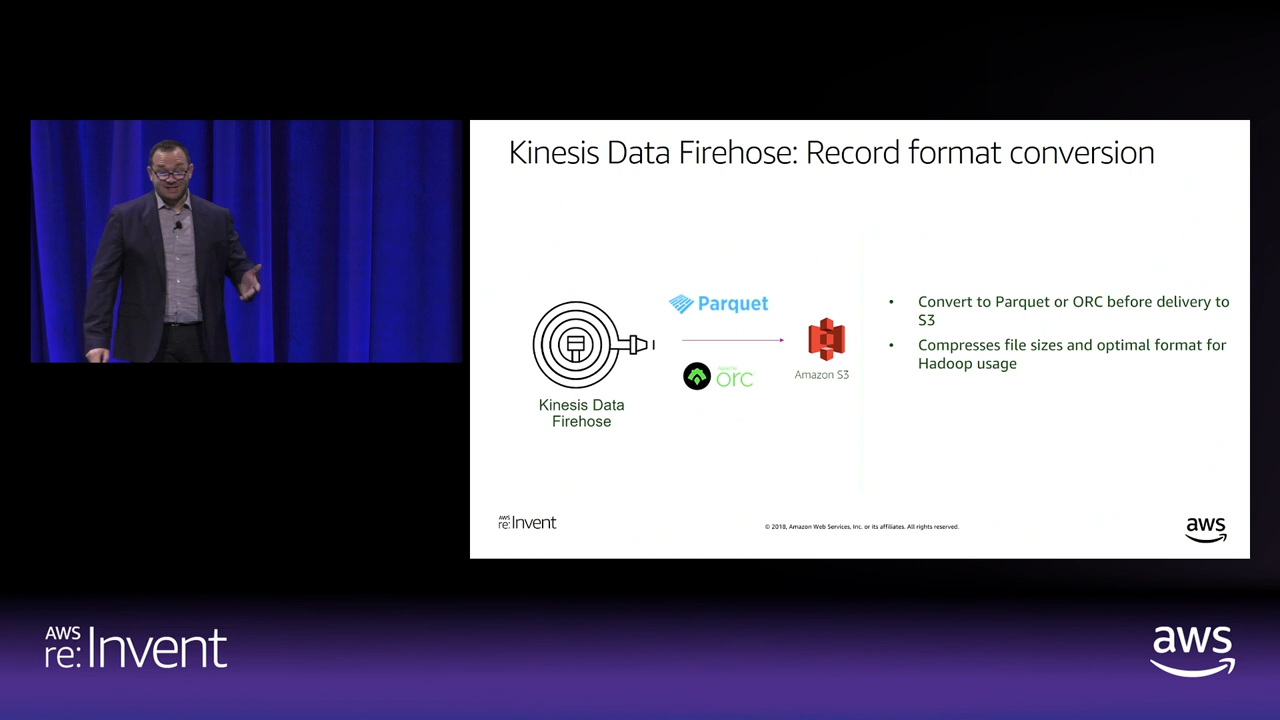 Kinesis Data Firehose: Record format conversion
Parquet
Apache
orc
Amazon S3
Kinesis Data
Firehose
• Convert to Parquet or ORC before delivery to
S3
• Compresses file sizes and optimal format for
Hadoop usage
AWS
re:Invent
© 2018, Amazon Web Services, Inc. or its affiliates. All rights reserved.
aws
AWS
re:Invent
aws